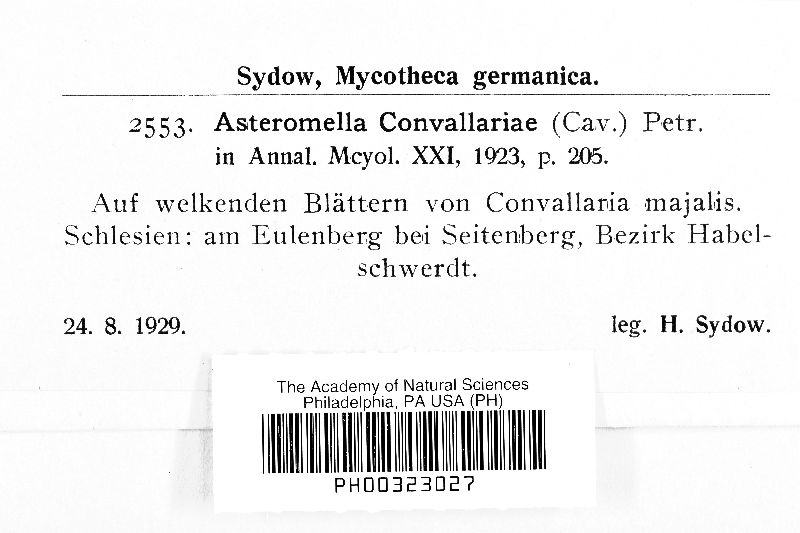 Sydow, Mycotheca germanica.
2553. Asteromella Convallariae (Cav.) Petr.
in Annal. Mcyol. XXI, 1923, p. 205.
Auf welkenden Blättern von Convallaria majalis.
Schlesien: am Eulenberg bei Seitenberg, Bezirk Habel-
schwerdt.
24. 8. 1929. leg. H. Sydow.
The Academy of Natural Sciences
Philadelphia, PA USA (PH)
PH00323027